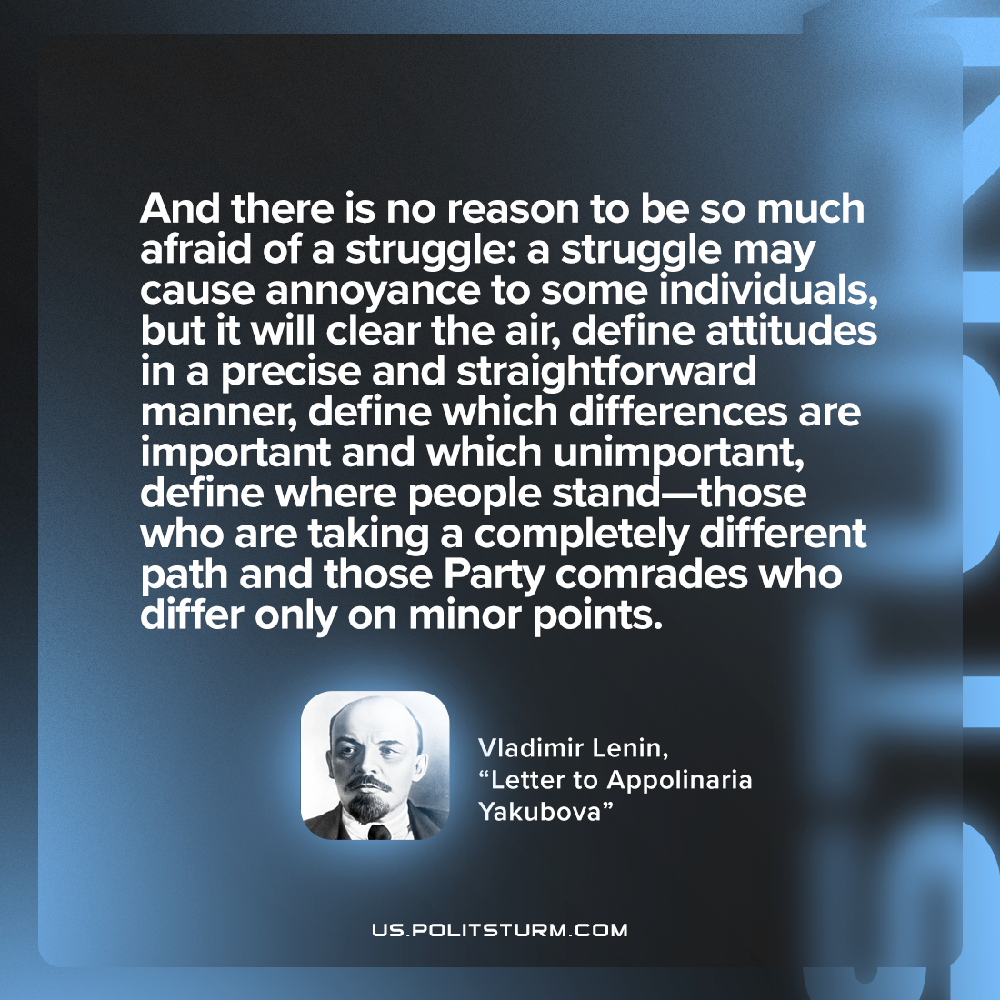 And there is no reason to be so much
afraid of a struggle: a struggle may
cause annoyance to some individuals,
but it will clear the air, define attitudes
in a precise and straightforward
manner, define which differences are
important and which unimportant,
define where people stand—those
who are taking a completely different
path and those Party comrades who
differ only on minor points.
Vladimir Lenin,
“Letter to Appolinaria
Yakubova”
US.POLITSTURM.COM